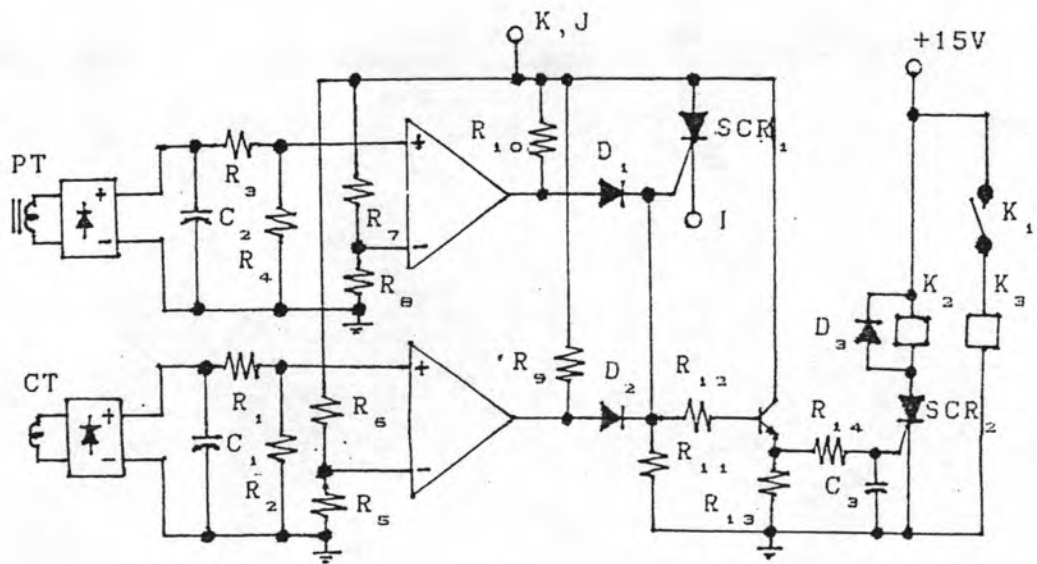 K,J
+15V
R10
SCR1
D1
PT
+
R3
+
K1
C2
R7
I
−
R4
−
R8
K2
K3
D3
CT
+
R1
+
R9
D2
R12
R6
R14
SCR2
−
C1
R2
−
R5
R11
R13
C3